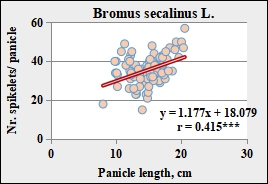 Bromus secalinus L.
Nr. spikelets/ panicle
60
40
20
0
y = 1.177x + 18.079
r = 0.415***
0 10 20 30
Panicle length, cm